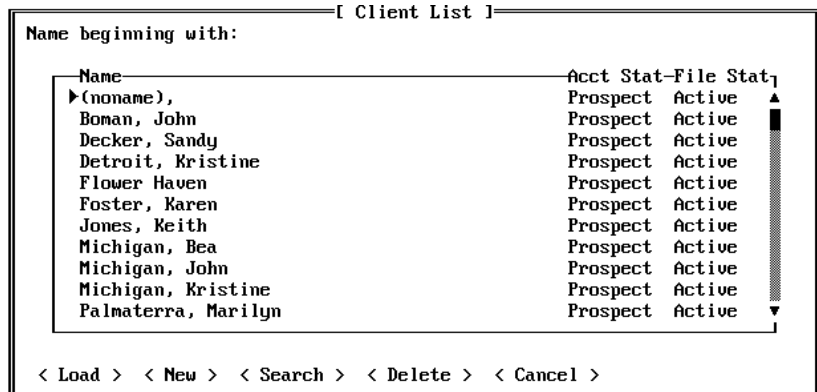 [ Client List ]
Name beginning with:
Name Acct Stat File Stat
(noname), Prospect Active
Boman, John Prospect Active
Decker, Sandy Prospect Active
Detroit, Kristine Prospect Active
Flower Haven Prospect Active
Foster, Karen Prospect Active
Jones, Keith Prospect Active
Michigan, Bea Prospect Active
Michigan, John Prospect Active
Michigan, Kristine Prospect Active
Palmaterra, Marilyn Prospect Active
< Load > < New > < Search > < Delete > < Cancel >